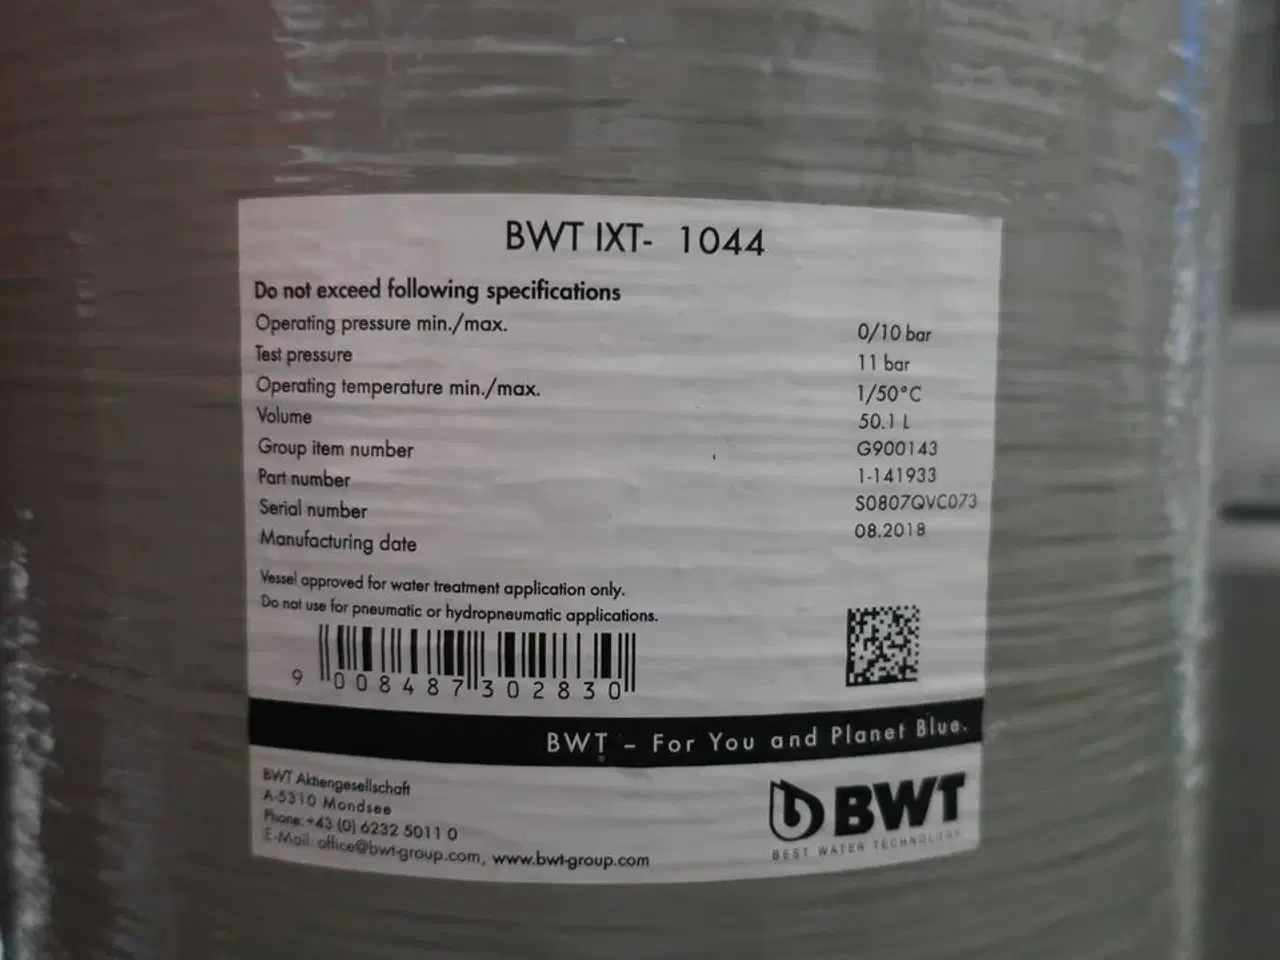 BWT IXT- 1044
Do not exceed following specifications
Operating pressure min./max. 0/10 bar
Test pressure 11 bar
Operating temperature min./max. 1/50°C
Volume 50.1 L
Group item number G900143
Part number 1-141933
Serial number S0807QVC073
Manufacturing date 08.2018
Vessel approved for water treatment application only.
Do not use for pneumatic or hydropneumatic applications.
9 008487 302830
BWT – For You and Planet Blue.
BWT Aktiengesellschaft
A-5310 Mondsee
Phone: +43 (0) 6232 5011 0
E-Mail: office@bwt-group.com, www.bwt-group.com
BWT
BEST WATER TECHNOLOGY